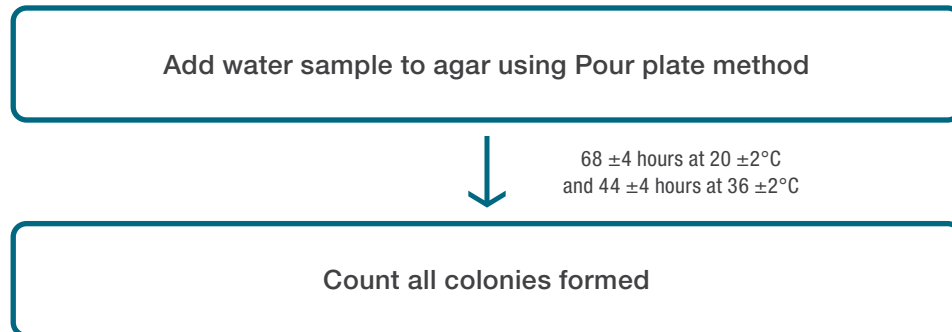 Add water sample to agar using Pour plate method
68 ±4 hours at 20 ±2°C
and 44 ±4 hours at 36 ±2°C
Count all colonies formed